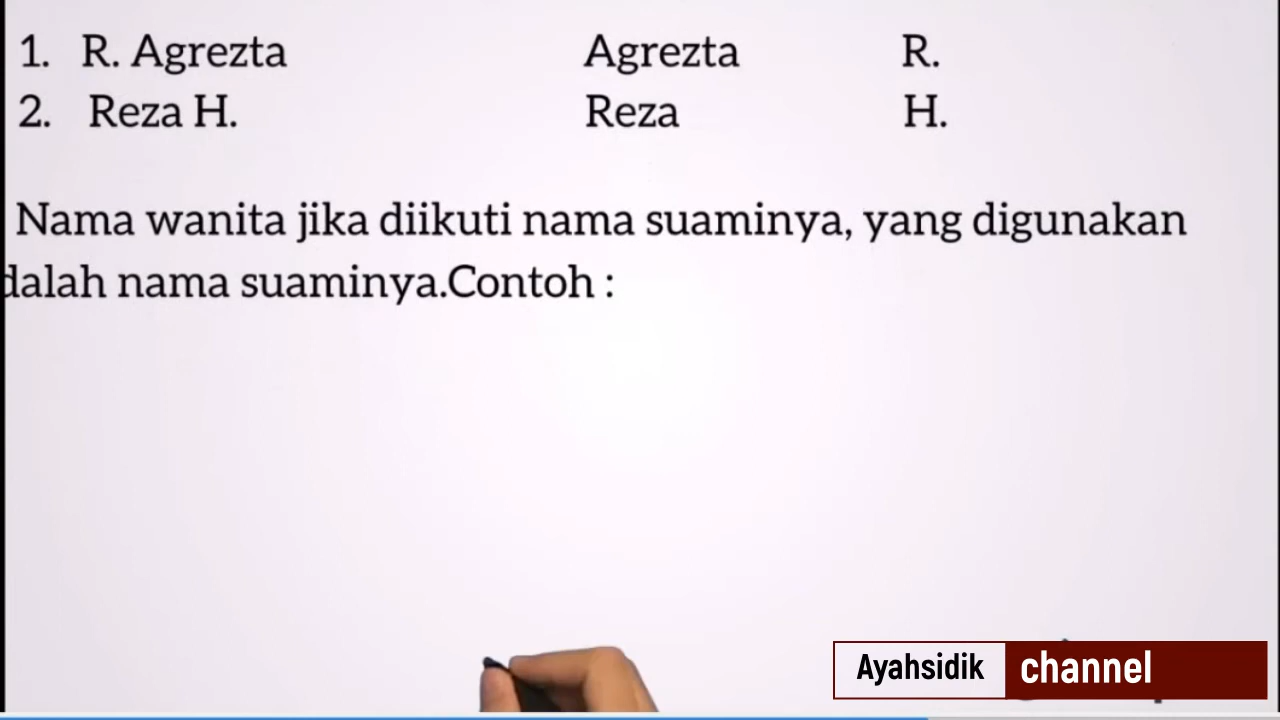 1. R. Agrezta Agrezta R.
2. Reza H. Reza H.
Nama wanita jika diikuti nama suaminya, yang digunakan
dalah nama suaminya.Contoh :
Ayahsidik channel